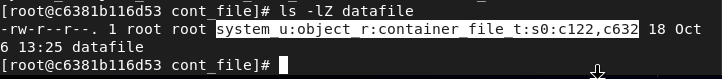 [root@c6381b116d53 cont_file]# ls -lZ datafile
-rw-r--r--. 1 root root system_u:object_r:container_file_t:s0:c122,c632 18 Oct
6 13:25 datafile
[root@c6381b116d53 cont_file]#